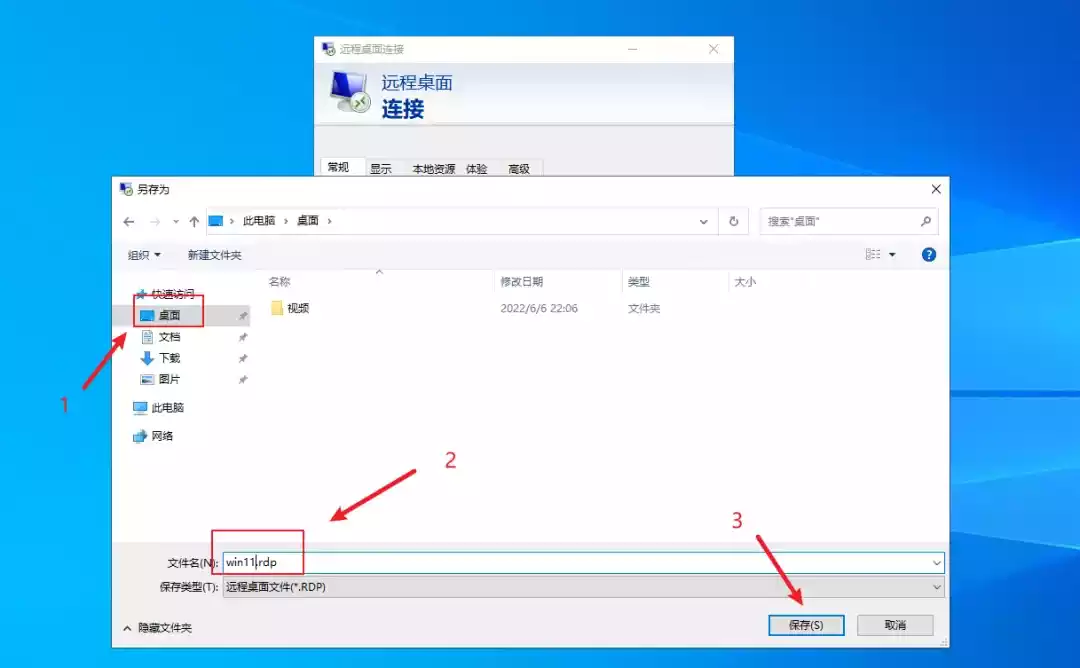 远程桌面连接
远程桌面
连接
常规 显示 本地资源 体验 高级
另存为
此电脑 桌面
搜索"桌面"
组织 新建文件夹
名称 修改日期 类型 大小
快速访问
桌面
文档
下载
图片
此电脑
网络
视频 2022/6/6 22:06 文件夹
1
2
3
文件名(N): win11.rdp
保存类型(T): 远程桌面文件(*.RDP)
隐藏文件夹
保存(S) 取消